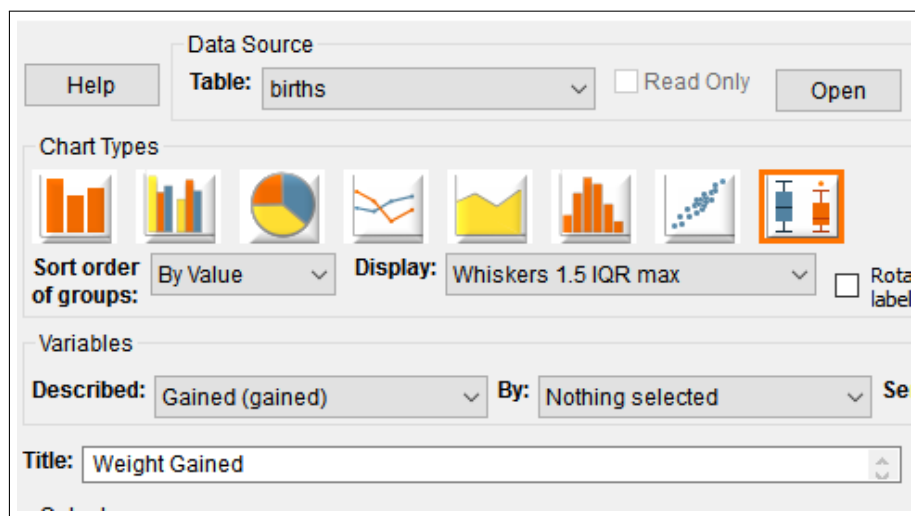 Data Source
Help
Table: births
Read Only
Open
Chart Types
Sort order of groups:
By Value
Display: Whiskers 1.5 IQR max
Variables
Described: Gained (gained)
By: Nothing selected
Title: Weight Gained